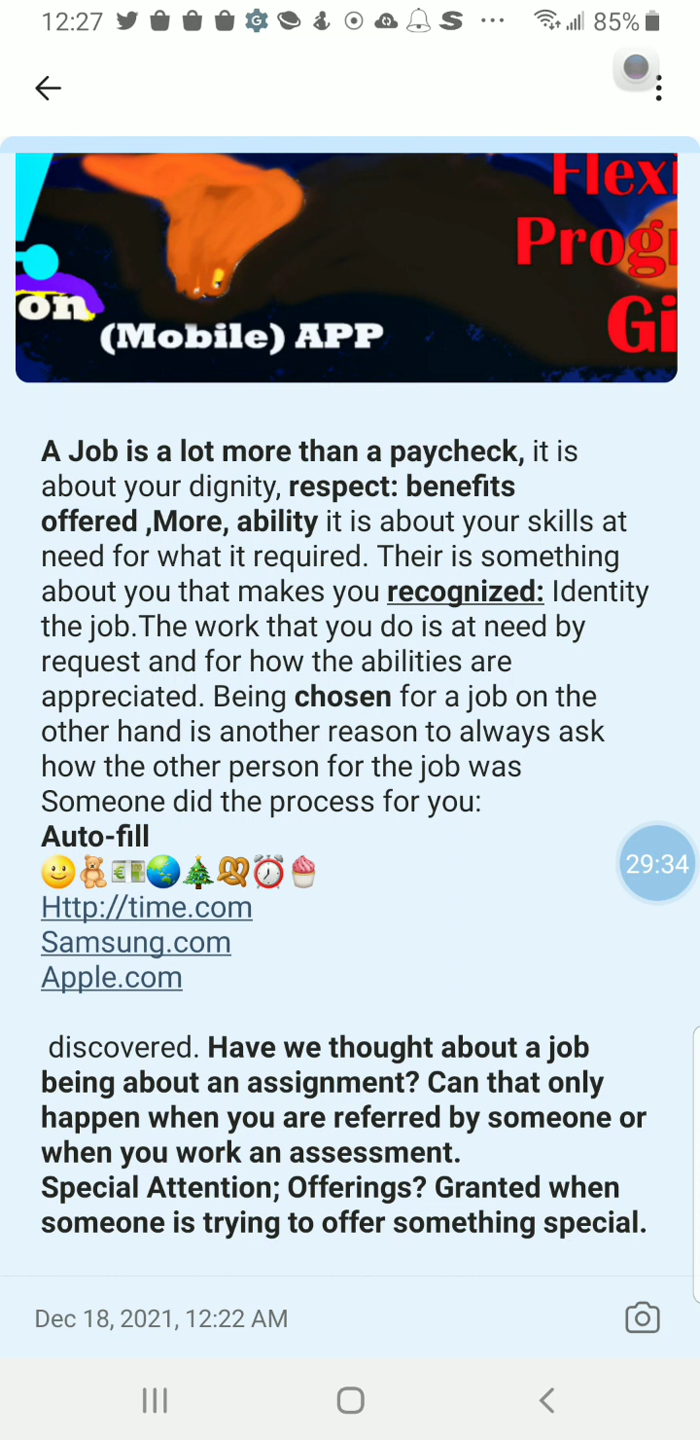 12:27 85%
Flexi
Progr
on
Gi
(Mobile) APP
A Job is a lot more than a paycheck, it is
about your dignity, respect: benefits
offered ,More, ability it is about your skills at
need for what it required. Their is something
about you that makes you recognized: Identity
the job.The work that you do is at need by
request and for how the abilities are
appreciated. Being chosen for a job on the
other hand is another reason to always ask
how the other person for the job was
Someone did the process for you:
Auto-fill
29:34
Http://time.com
Samsung.com
Apple.com
discovered. Have we thought about a job
being about an assignment? Can that only
happen when you are referred by someone or
when you work an assessment.
Special Attention; Offerings? Granted when
someone is trying to offer something special.
Dec 18, 2021, 12:22 AM